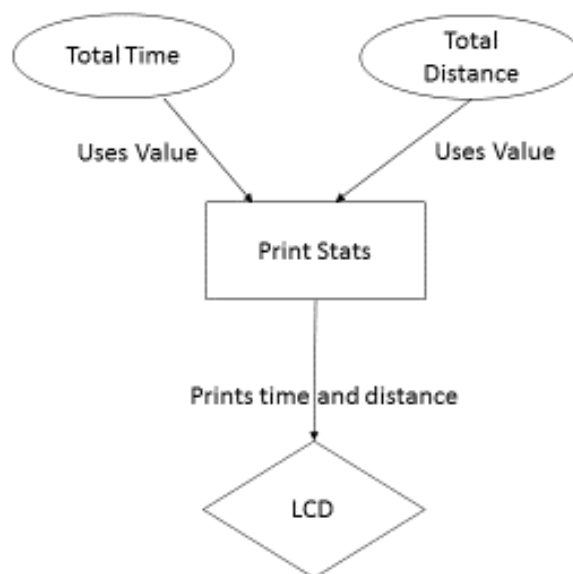 Total Time
Total
Distance
Uses Value
Uses Value
Print Stats
Prints time and distance
LCD